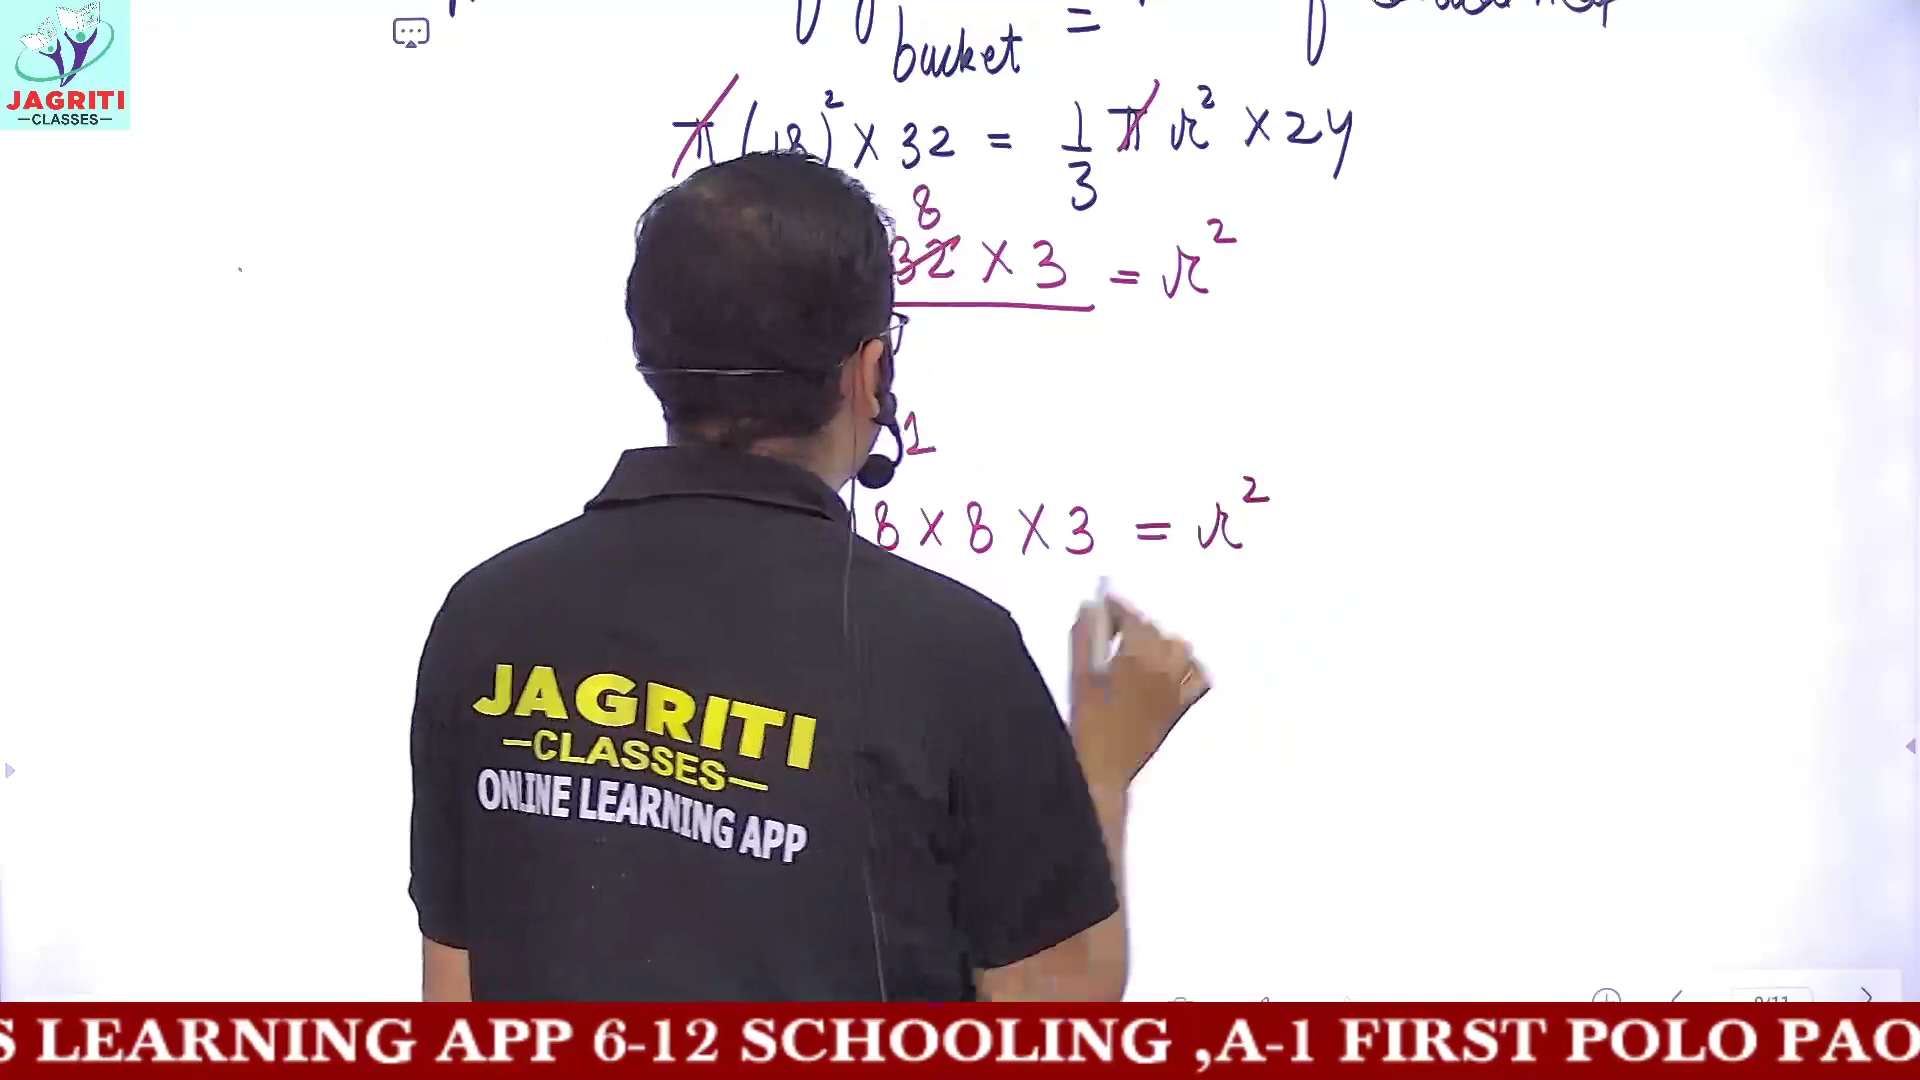 JAGRITI
—CLASSES—
bucket =
π (18)² × 32 = 1/3 π r² × 24
8
32 × 3 = r²
1
8 × 8 × 3 = r²
JAGRITI
—CLASSES—
ONLINE LEARNING APP
S LEARNING APP 6-12 SCHOOLING ,A-1 FIRST POLO PAO